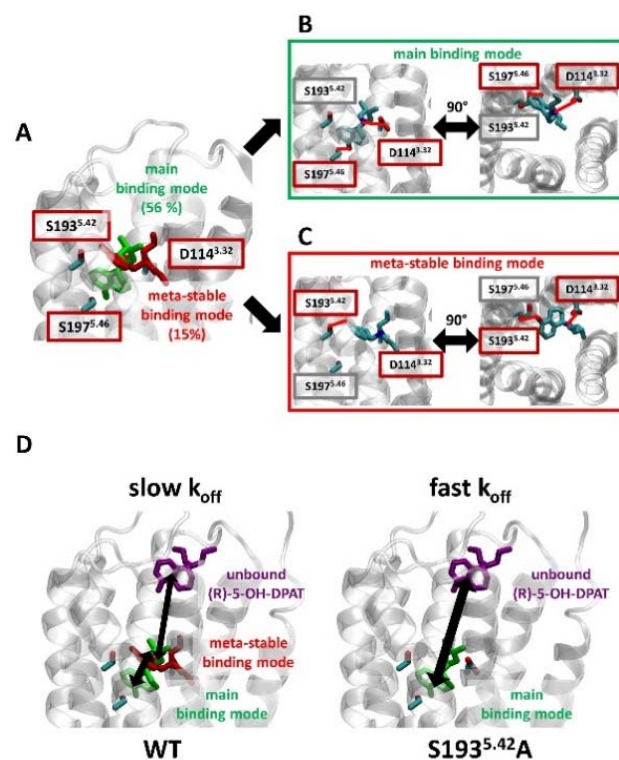 B
main binding mode
S193^5.42
S197^5.46
D114^3.32
90°
S197^5.46
D114^3.32
S193^5.42
A
main
binding mode
(56 %)
S193^5.42
D114^3.32
meta-stable
binding mode
(15%)
S197^5.46
C
meta-stable binding mode
S193^5.42
S197^5.46
D114^3.32
90°
S197^5.46
D114^3.32
S193^5.42
D
slow k_off
unbound
(R)-5-OH-DPAT
meta-stable
binding mode
main
binding mode
WT
fast k_off
unbound
(R)-5-OH-DPAT
main
binding mode
S193^5.42A